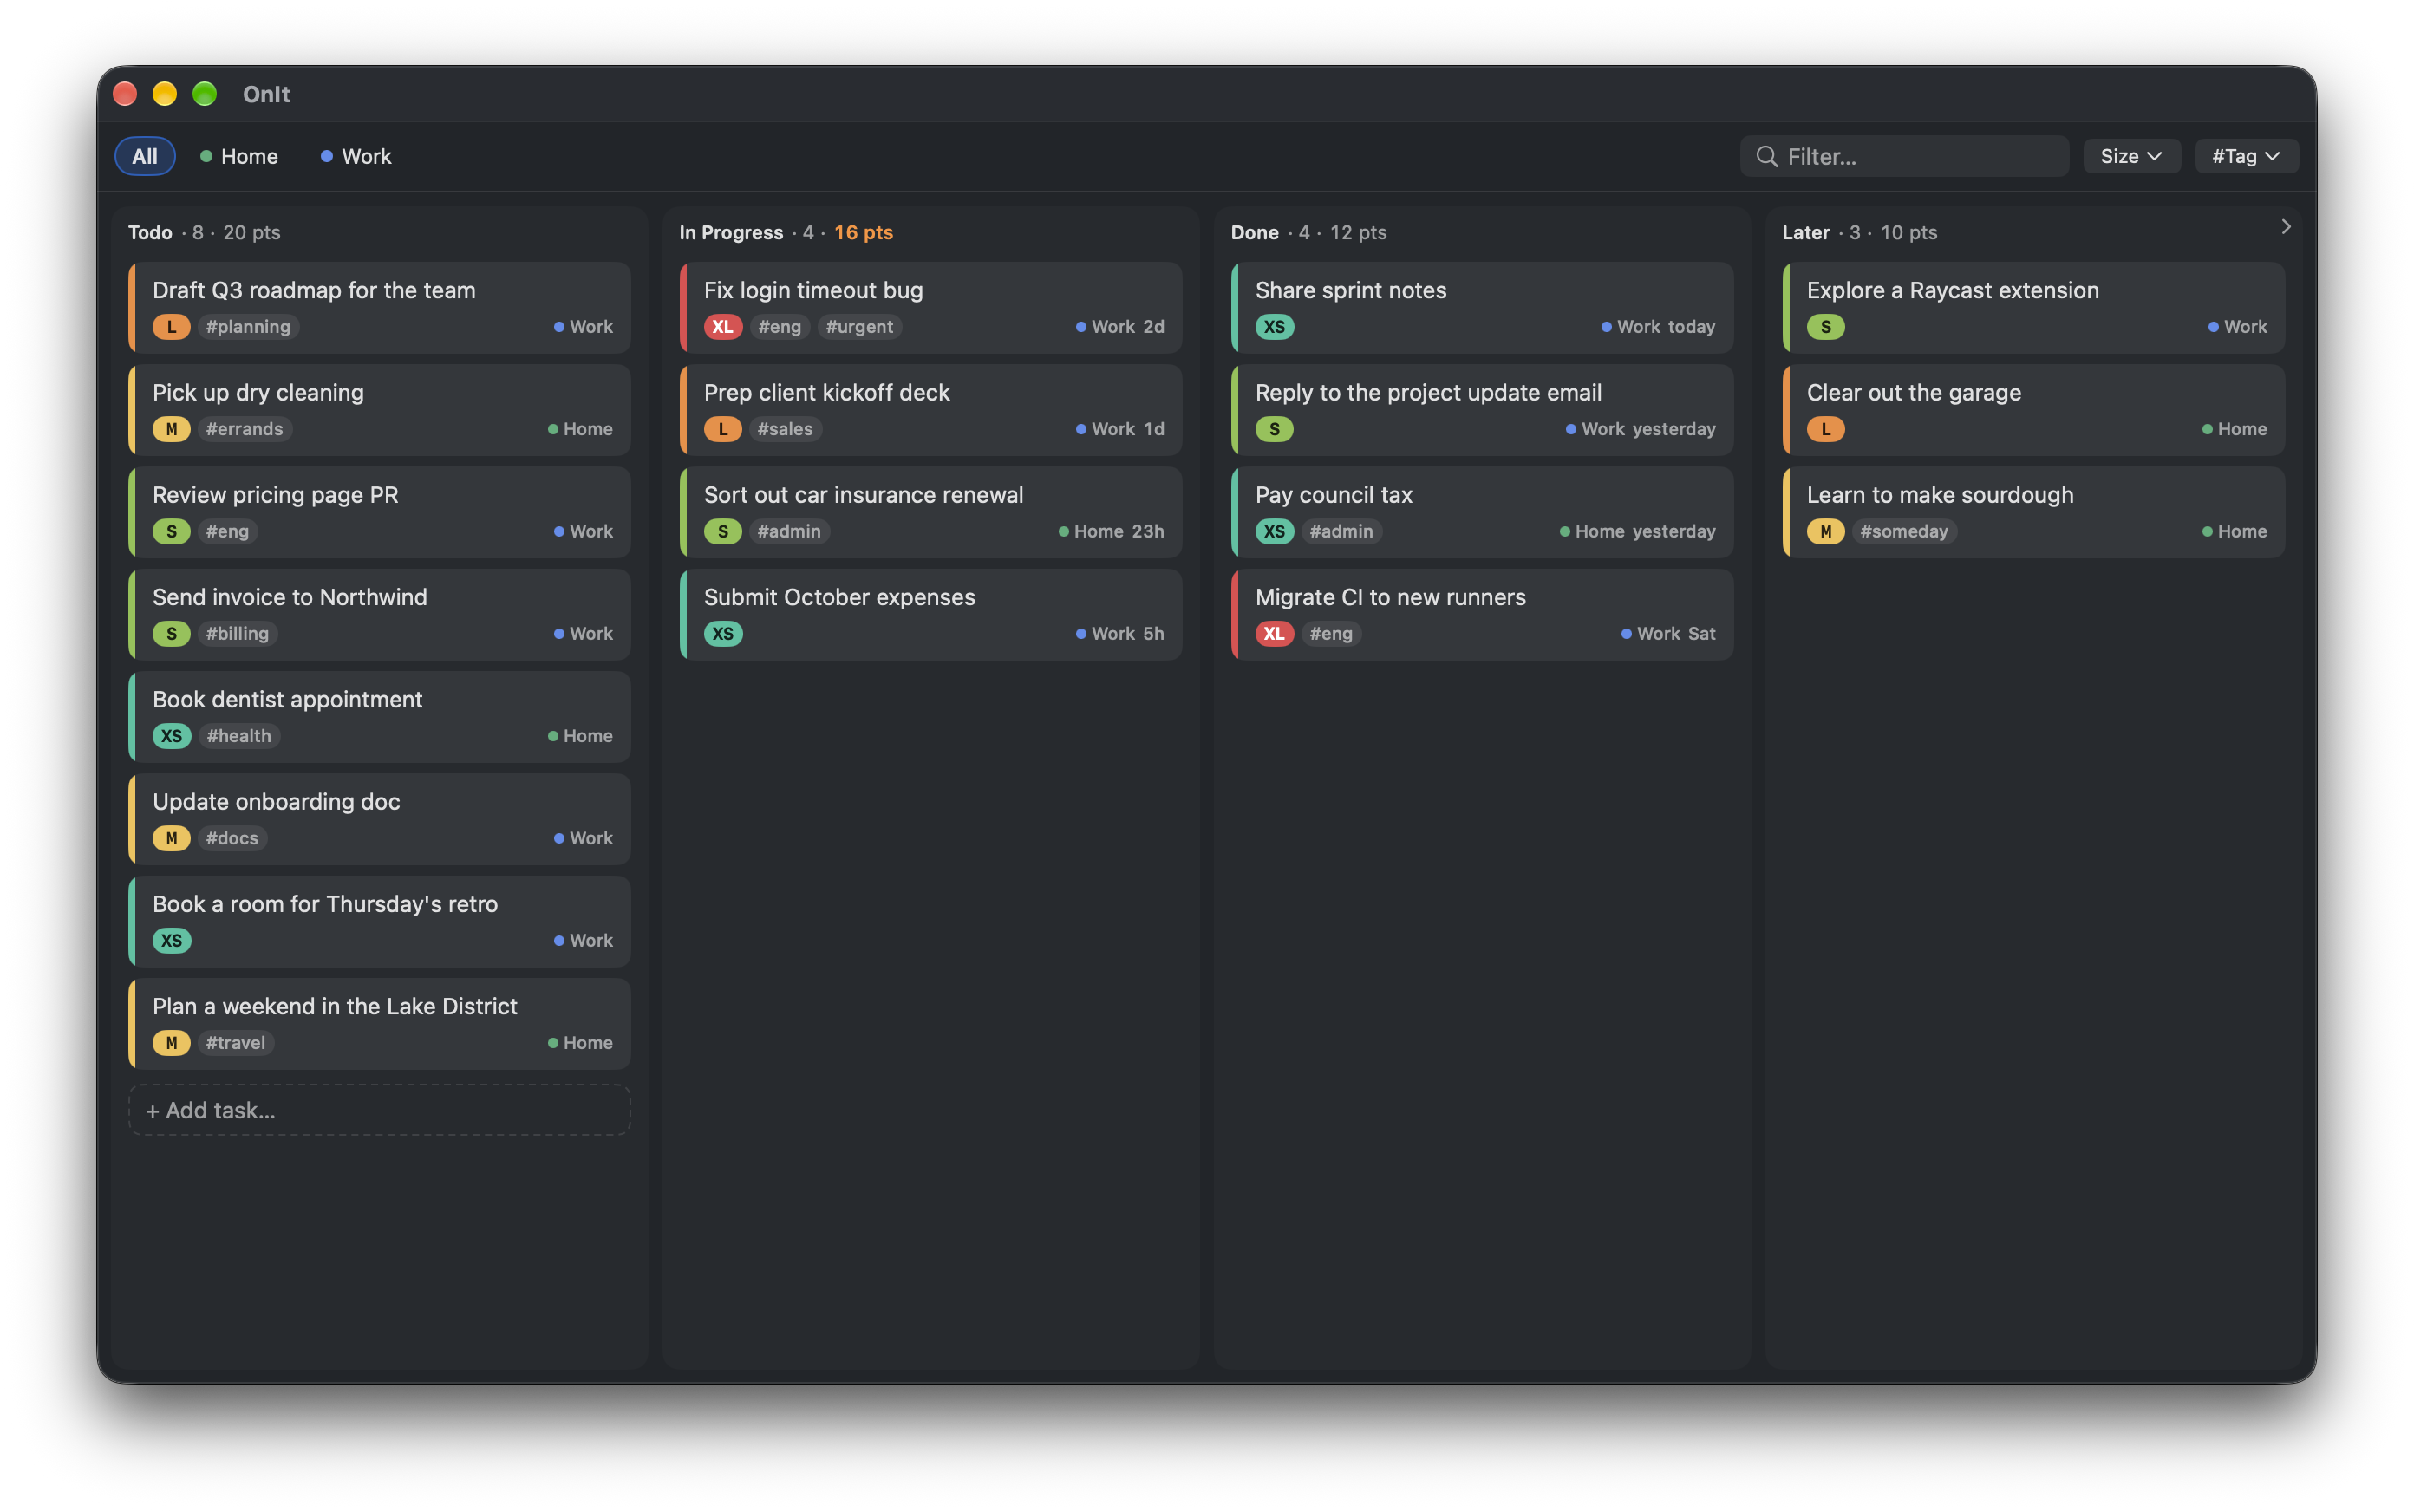 OnIt
All Home Work Filter... Size #Tag
Todo · 8 · 20 pts
Draft Q3 roadmap for the team
L #planning Work
Pick up dry cleaning
M #errands Home
Review pricing page PR
S #eng Work
Send invoice to Northwind
S #billing Work
Book dentist appointment
XS #health Home
Update onboarding doc
M #docs Work
Book a room for Thursday's retro
XS Work
Plan a weekend in the Lake District
M #travel Home
+ Add task...
In Progress · 4 · 16 pts
Fix login timeout bug
XL #eng #urgent Work 2d
Prep client kickoff deck
L #sales Work 1d
Sort out car insurance renewal
S #admin Home 23h
Submit October expenses
XS Work 5h
Done · 4 · 12 pts
Share sprint notes
XS Work today
Reply to the project update email
S Work yesterday
Pay council tax
XS #admin Home yesterday
Migrate CI to new runners
XL #eng Work Sat
Later · 3 · 10 pts
Explore a Raycast extension
S Work
Clear out the garage
L Home
Learn to make sourdough
M #someday Home